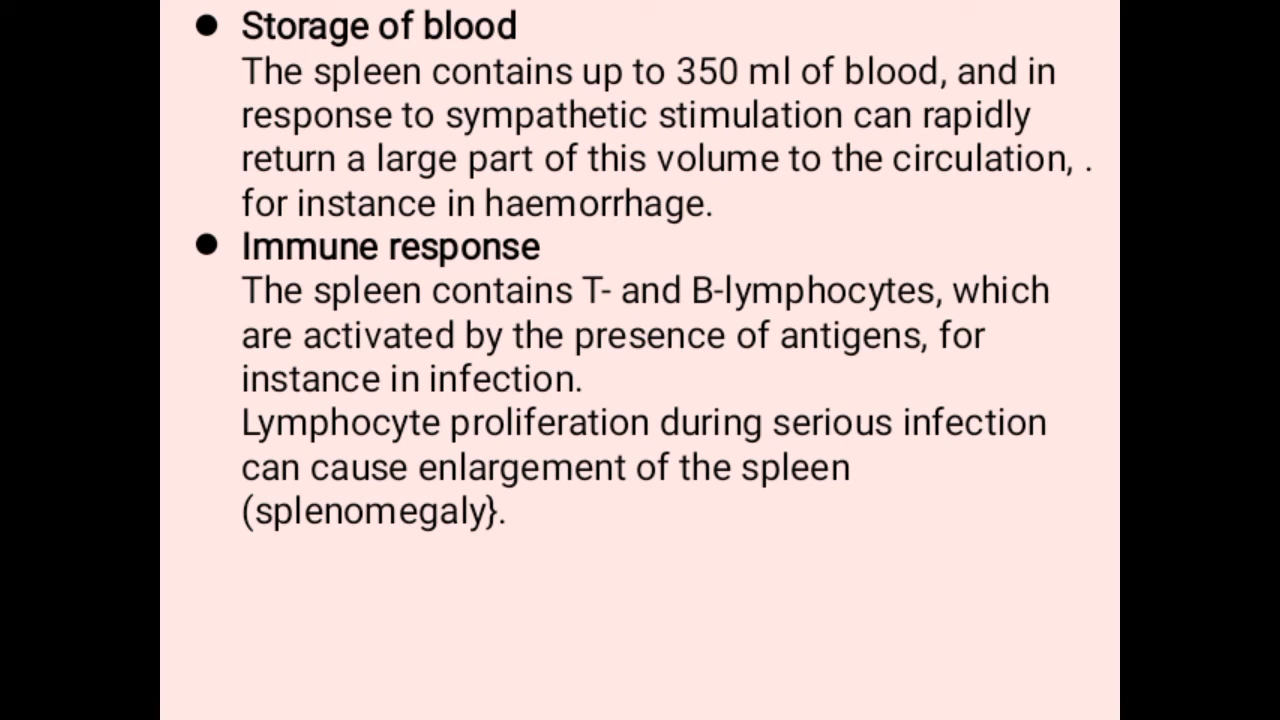 ● Storage of blood
The spleen contains up to 350 ml of blood, and in
response to sympathetic stimulation can rapidly
return a large part of this volume to the circulation, .
for instance in haemorrhage.
● Immune response
The spleen contains T- and B-lymphocytes, which
are activated by the presence of antigens, for
instance in infection.
Lymphocyte proliferation during serious infection
can cause enlargement of the spleen
(splenomegaly}.